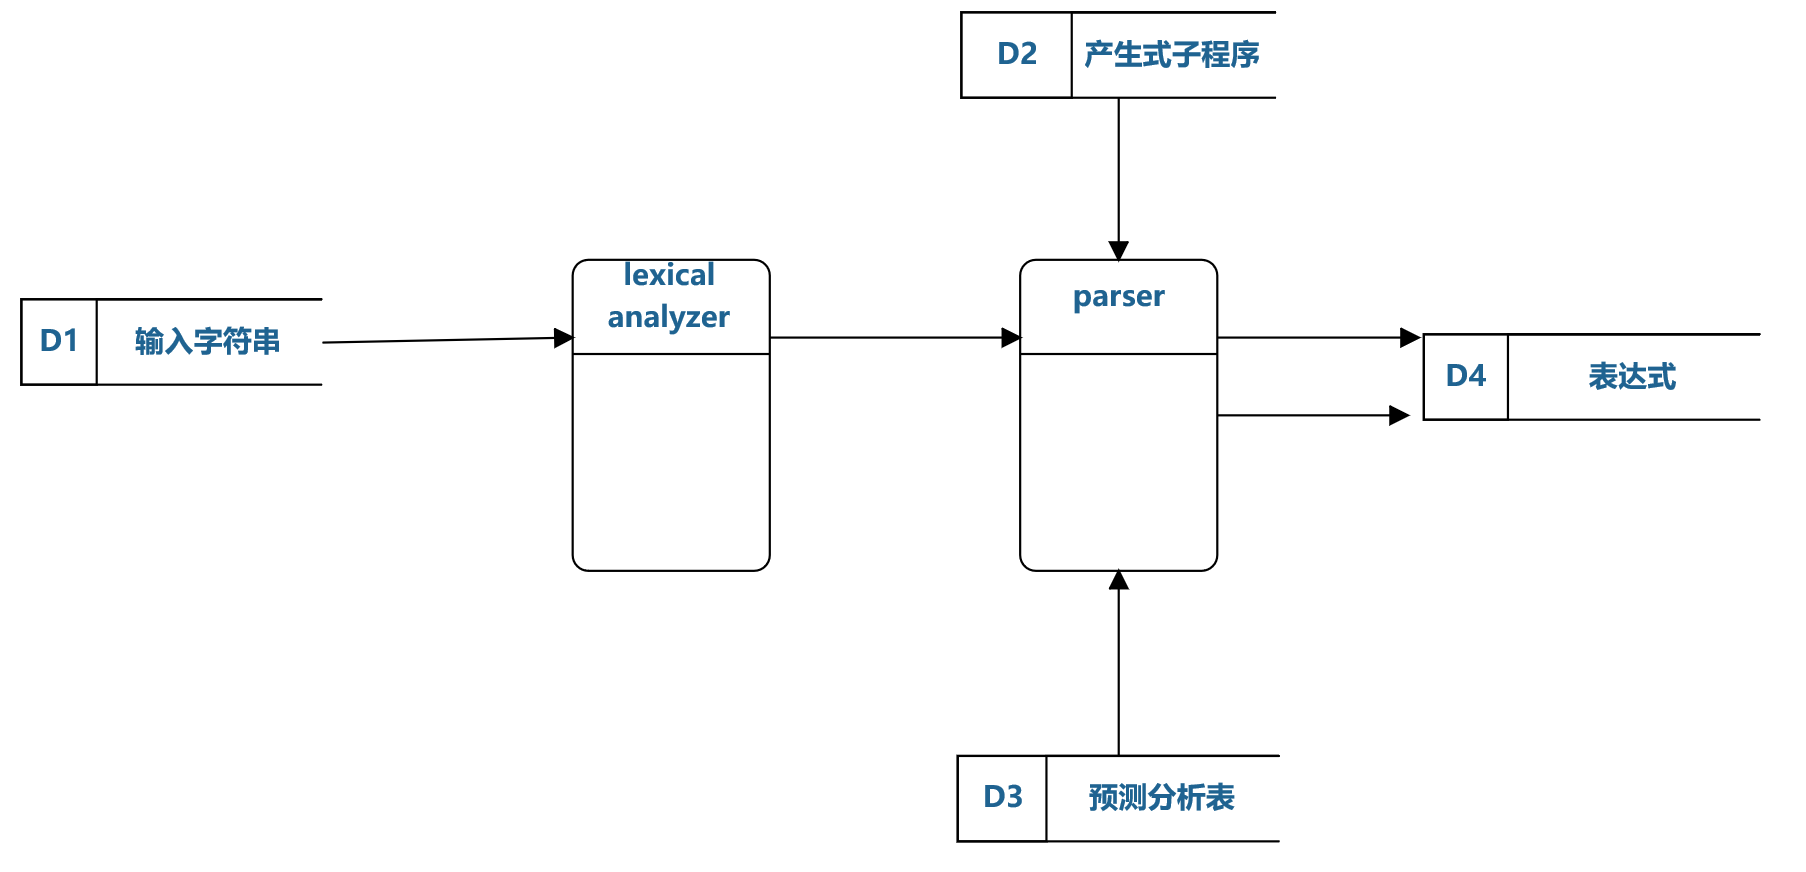 D2 产生式子程序
lexical
analyzer
parser
D1 输入字符串
D4 表达式
D3 预测分析表